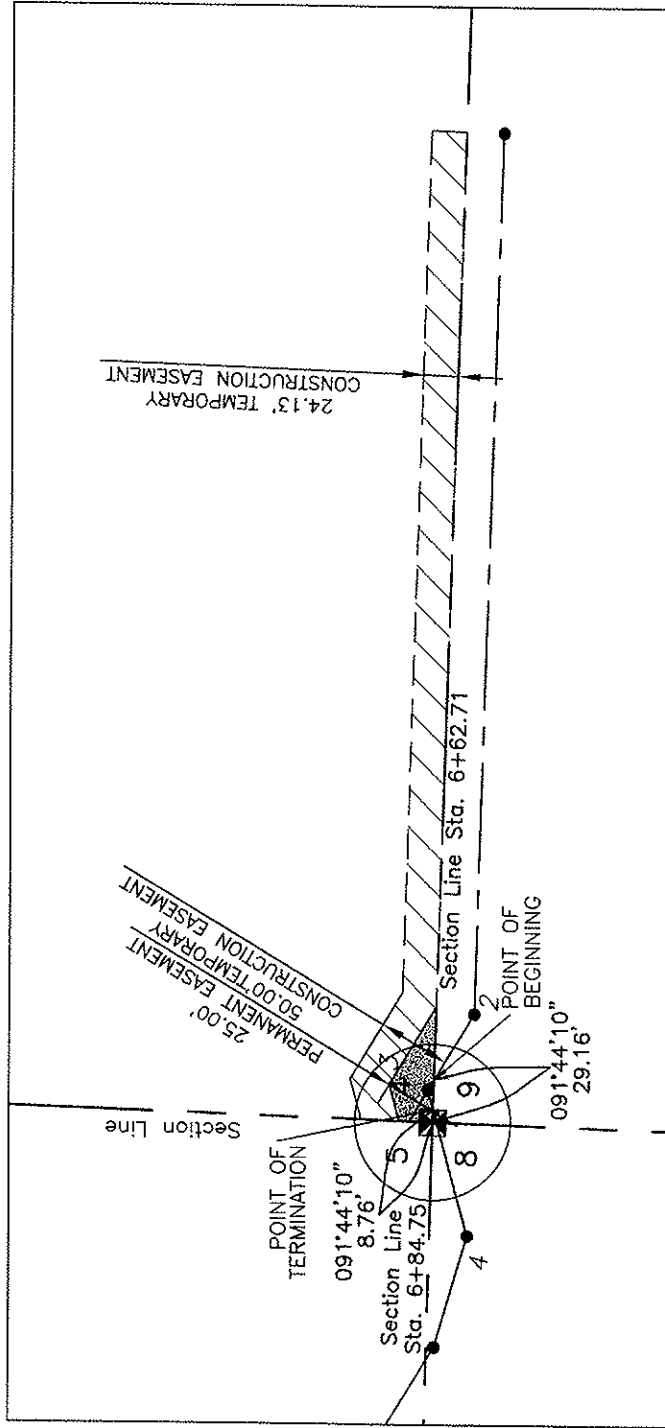 24.13' TEMPORARY
CONSTRUCTION EASEMENT
25.00'
PERMANENT EASEMENT
50.00'TEMPORARY
CONSTRUCTION EASEMENT
Section Line
POINT OF
TERMINATION
091°44'10"
8.76'
Section Line
Sta. 6+84.75
5
8
9
4
2
Section Line Sta. 6+62.71
POINT OF
BEGINNING
091°44'10"
29.16'